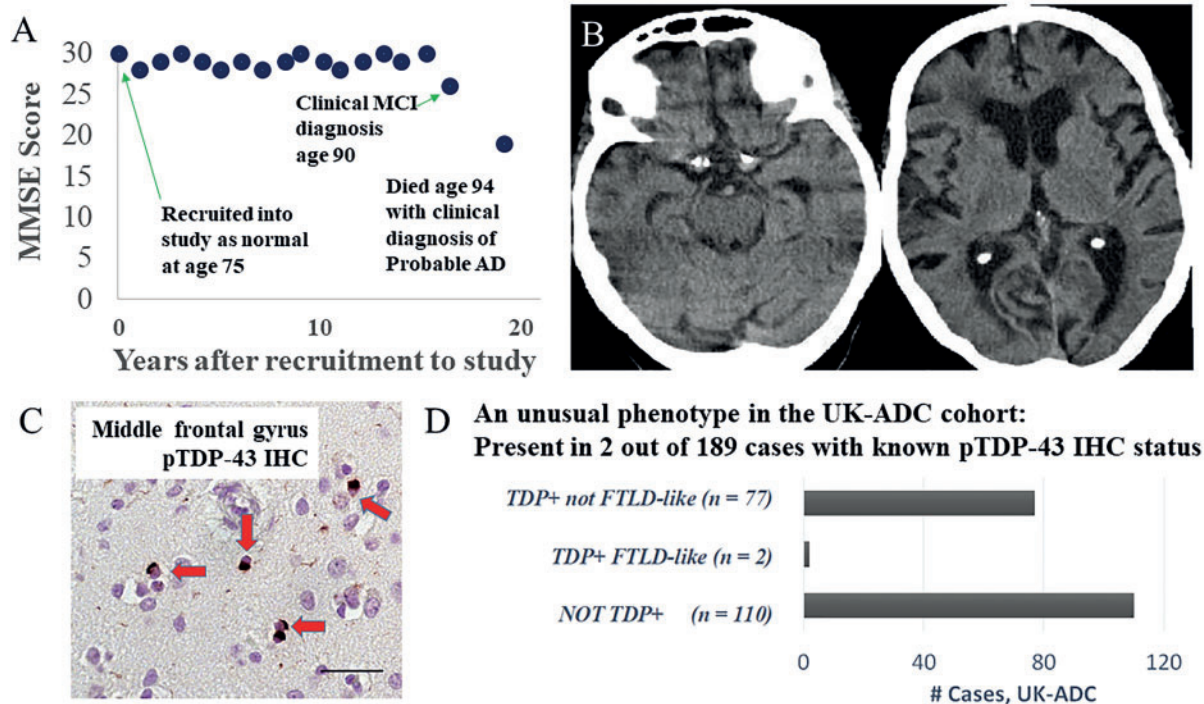 A
MMSE Score
30
25
20
15
10
5
0
Recruited into
study as normal
at age 75
Clinical MCI
diagnosis
age 90
Died age 94
with clinical
diagnosis of
Probable AD
0
10
20
Years after recruitment to study
B
C
Middle frontal gyrus
pTDP-43 IHC
D
An unusual phenotype in the UK-ADC cohort:
Present in 2 out of 189 cases with known pTDP-43 IHC status
TDP+ not FTLD-like (n = 77)
TDP+ FTLD-like (n = 2)
NOT TDP+ (n = 110)
0
40
80
120
# Cases, UK-ADC